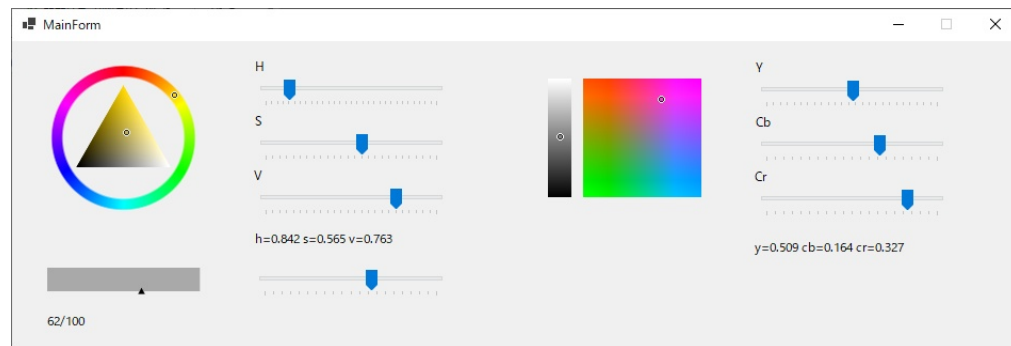 MainForm
H
S
V
h=0.842 s=0.565 v=0.763
62/100
Y
Cb
Cr
y=0.509 cb=0.164 cr=0.327